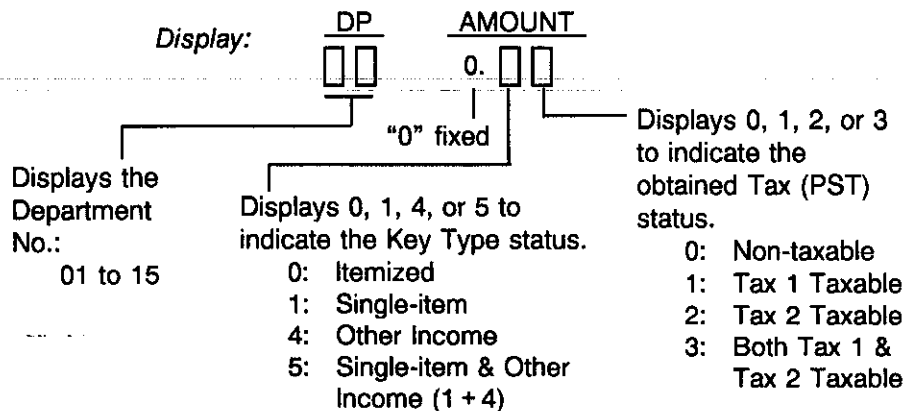 Display:
DP
AMOUNT
0.
"0" fixed
Displays the
Department
No.:
01 to 15
Displays 0, 1, 4, or 5 to
indicate the Key Type status.
0: Itemized
1: Single-item
4: Other Income
5: Single-item & Other
Income (1 + 4)
Displays 0, 1, 2, or 3
to indicate the
obtained Tax (PST)
status.
0: Non-taxable
1: Tax 1 Taxable
2: Tax 2 Taxable
3: Both Tax 1 &
Tax 2 Taxable